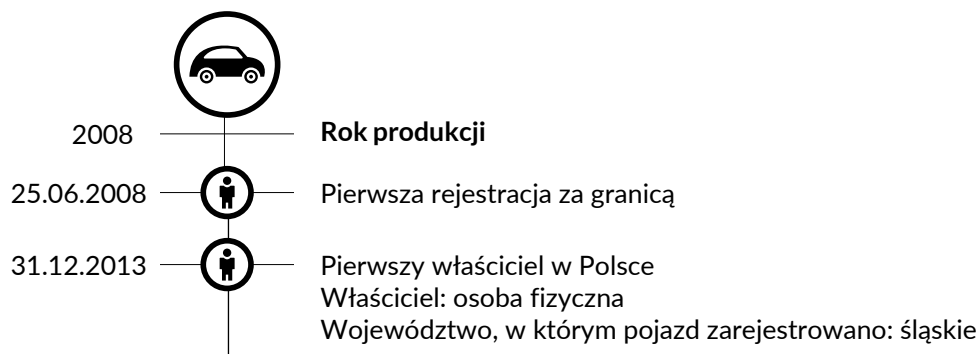 2008 Rok produkcji
25.06.2008 Pierwsza rejestracja za granicą
31.12.2013 Pierwszy właściciel w Polsce
Właściciel: osoba fizyczna
Województwo, w którym pojazd zarejestrowano: śląskie